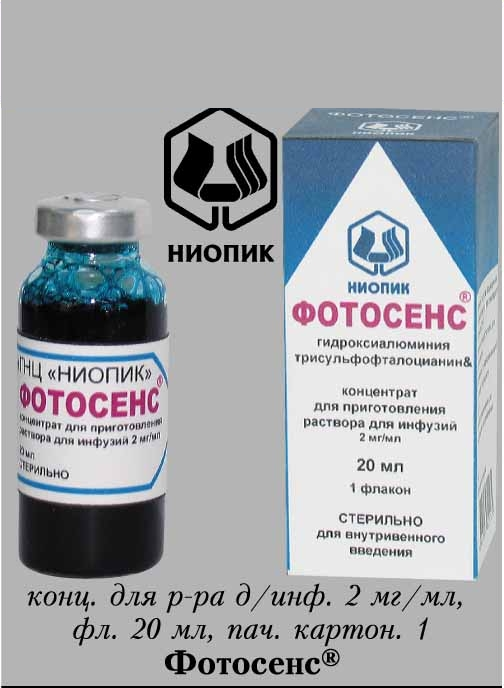 НИОПИК
ГНЦ «НИОПИК»
ФОТОСЕНС®
концентрат для приготовления
раствора для инфузий 2 мг/мл
20 мл
СТЕРИЛЬНО
ФОТОСЕНС®
НИОПИК
НИОПИК
ФОТОСЕНС®
гидроксиалюминия
трисульфофталоцианин&
концентрат
для приготовления
раствора для инфузий
2 мг/мл
20 мл
1 флакон
СТЕРИЛЬНО
для внутривенного
введения
конц. для р-ра д/инф. 2 мг/мл,
фл. 20 мл, пач. картон. 1
Фотосенс®